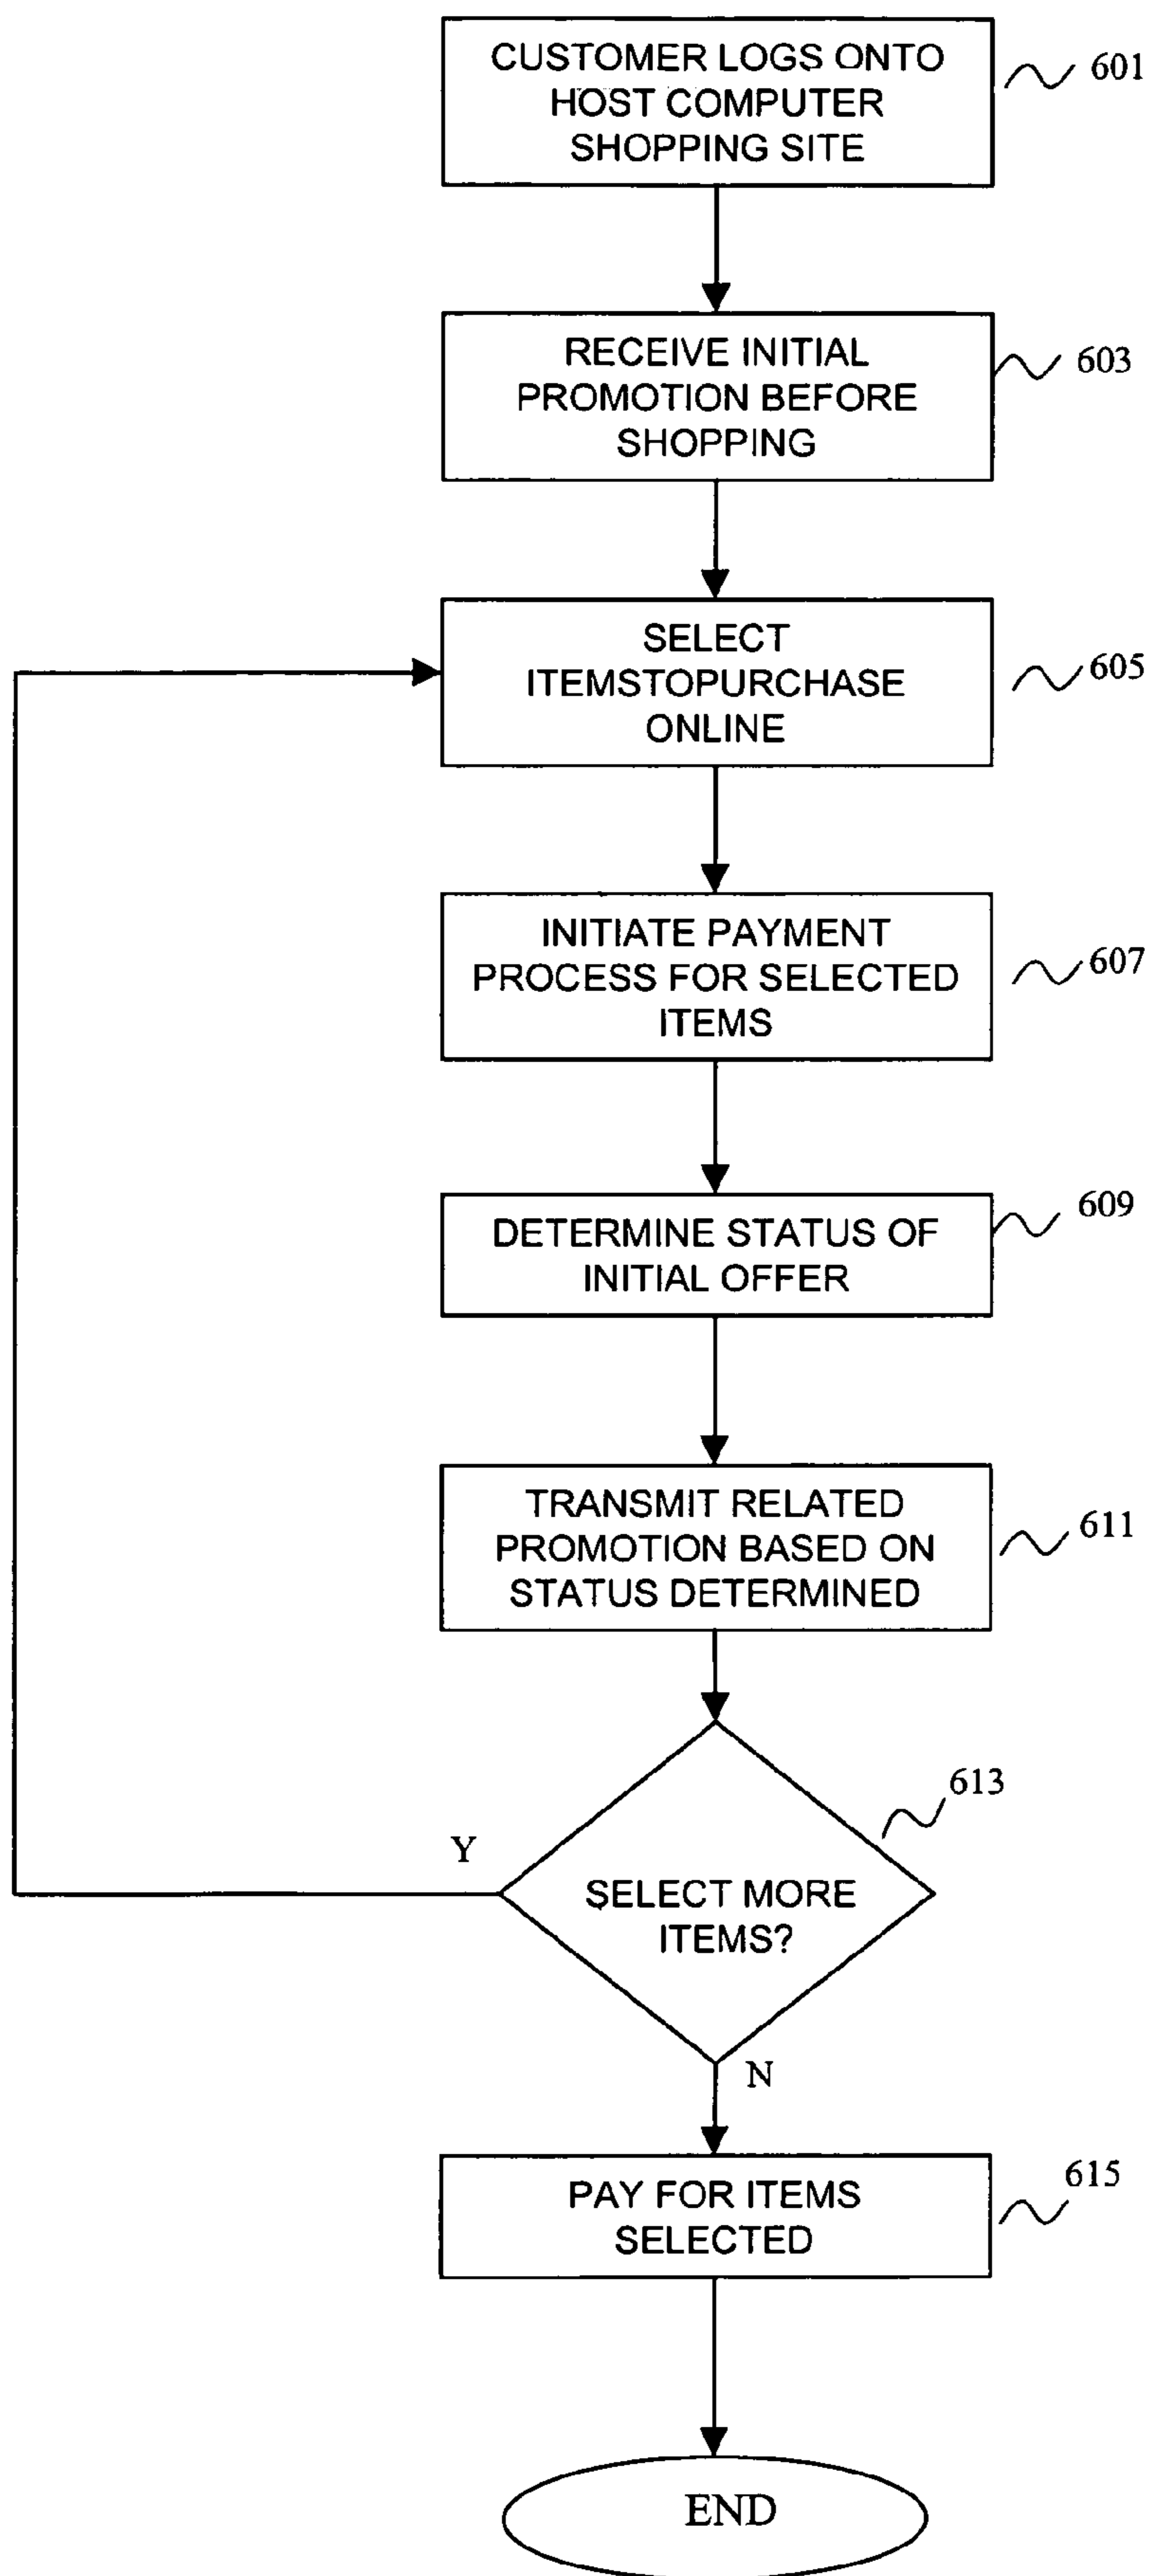 CUSTOMER LOGS ONTO
HOST COMPUTER
SHOPPING SITE
601
RECEIVE INITIAL
PROMOTION BEFORE
SHOPPING
603
SELECT
ITEMSTOPURCHASE
ONLINE
605
INITIATE PAYMENT
PROCESS FOR SELECTED
ITEMS
607
DETERMINE STATUS OF
INITIAL OFFER
609
TRANSMIT RELATED
PROMOTION BASED ON
STATUS DETERMINED
611
613
Y
SELECT MORE
ITEMS?
N
PAY FOR ITEMS
SELECTED
615
END